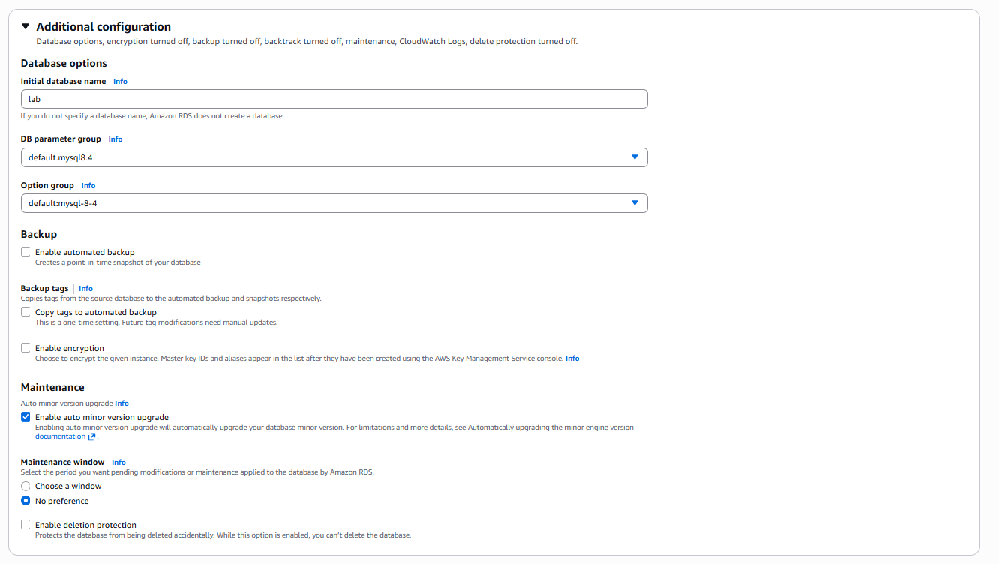 Additional configuration
Database options, encryption turned off, backup turned off, backtrack turned off, maintenance, CloudWatch Logs, delete protection turned off.
Database options
Initial database name Info
lab
If you do not specify a database name, Amazon RDS does not create a database.
DB parameter group Info
default.mysql8.4
Option group Info
default:mysql-8-4
Backup
Enable automated backup
Creates a point-in-time snapshot of your database
Backup tags Info
Copies tags from the source database to the automated backup and snapshots respectively.
Copy tags to automated backup
This is a one-time setting. Future tag modifications need manual updates.
Enable encryption
Choose to encrypt the given instance. Master key IDs and aliases appear in the list after they have been created using the AWS Key Management Service console. Info
Maintenance
Auto minor version upgrade Info
Enable auto minor version upgrade
Enabling auto minor version upgrade will automatically upgrade your database minor version. For limitations and more details, see Automatically upgrading the minor engine version
documentation .
Maintenance window Info
Select the period you want pending modifications or maintenance applied to the database by Amazon RDS.
Choose a window
No preference
Enable deletion protection
Protects the database from being deleted accidentally. While this option is enabled, you can't delete the database.